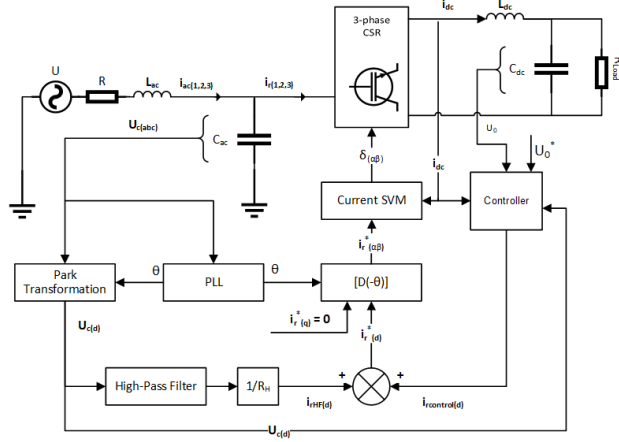 3-phase
CSR
i_dc
L_dc
C_dc
R_Load
U
R
L_ac
i_ac(1,2,3)
i_r(1,2,3)
U_c(abc)
C_ac
U_0
U_0^*
δ_(αβ)
i_dc
Current SVM
Controller
i_r^*_(αβ)
Park
Transformation
θ
PLL
θ
[D(-θ)]
U_c(d)
i_r^*_(q) = 0
i_r^*_(d)
High-Pass Filter
1/R_H
+
+
i_rHF(d)
i_rcontrol(d)
U_c(d)